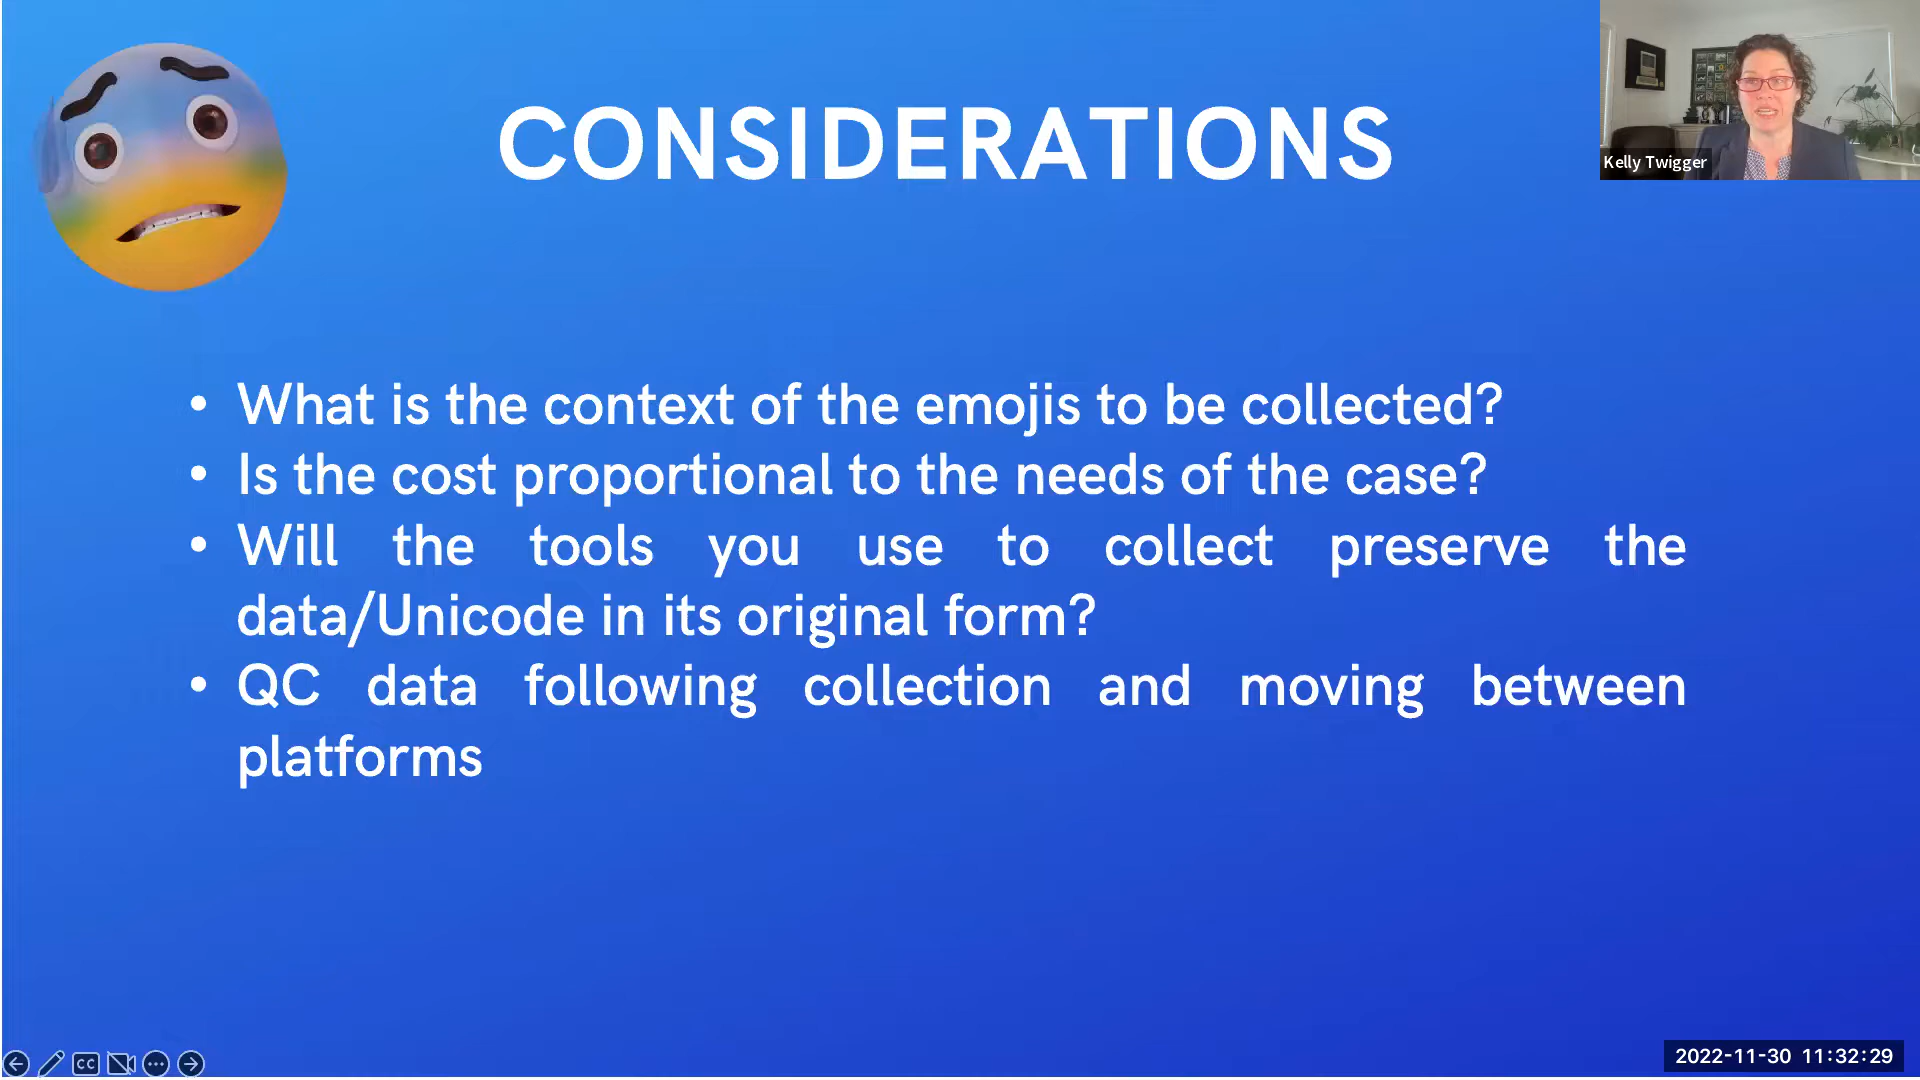 CONSIDERATIONS
Kelly Twigger
• What is the context of the emojis to be collected?
• Is the cost proportional to the needs of the case?
• Will the tools you use to collect preserve the
data/Unicode in its original form?
• QC data following collection and moving between
platforms
CC
2022-11-30 11:32:29